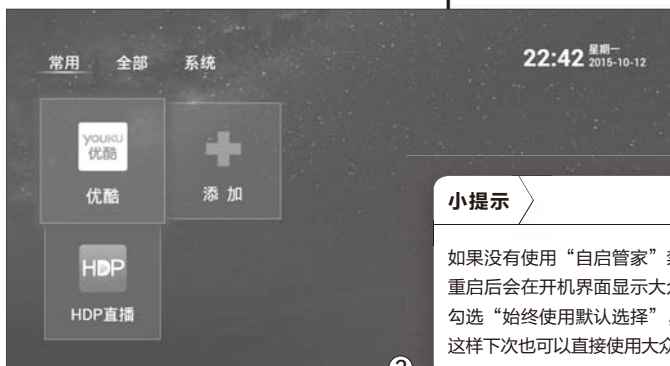 常用 全部 系统
22:42 星期一
2015-10-12
youku
优酷
优酷
添 加
HDP
HDP直播
小提示
如果没有使用“自启管家”
重启后会在开机界面显示大
勾选“始终使用默认选择”，
这样下次也可以直接使用大众